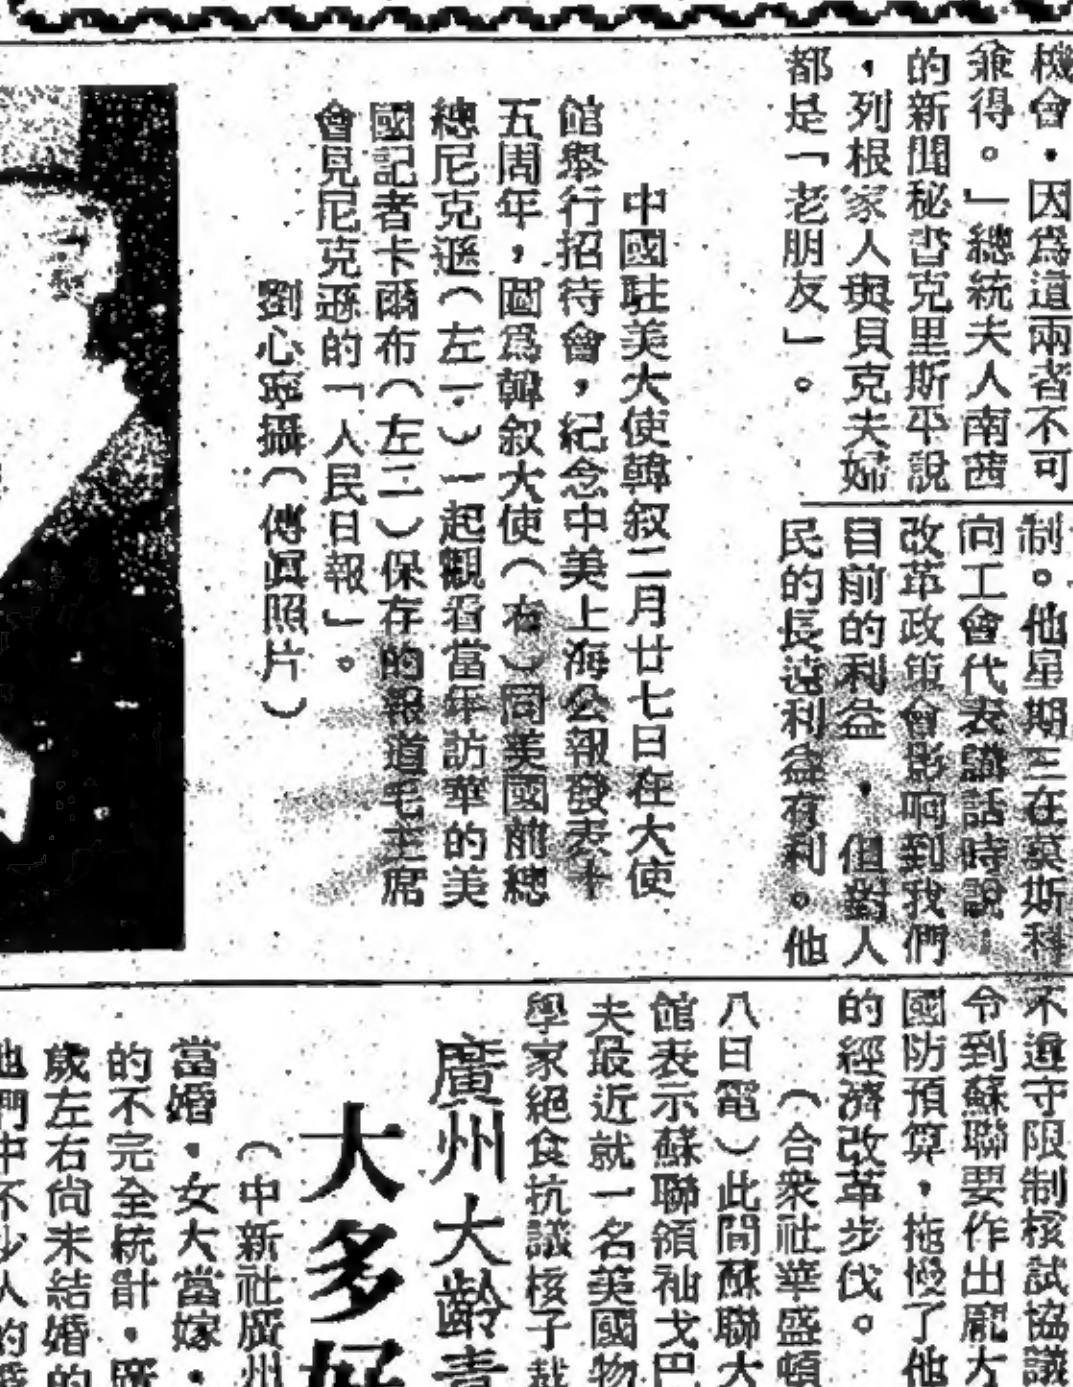 機會,因爲這兩者不可
兼得。」總統夫人南茜
的新聞秘書克里斯平說
,列根家人與貝克夫婦
都是「老朋友」。
制。他星期三在莫斯科
向工會代表講話時說
改革政策會影响到我們
目前的利益,但對人
民的長遠利益有利。他
中國駐美大使韓叙二月廿七日在大使
館舉行招待會,紀念中美上海公報發表十
五周年,圖爲韓叙大使(右)同美國前總
總尼克遜(左一)一起觀看當年訪華的美
國記者卡爾布(左二)保存的報道毛主席
會見尼克遜的「人民日報」。
劉心寧攝(傳眞照片)
不遵守限制核試協議
令到蘇聯要作出龐大
國防預算,拖慢了他
的經濟改革步伐。
(合衆社華盛頓
八日電)此間蘇聯大
館表示蘇聯領袖戈巴
夫最近就一名美國物
學家絕食抗議核子
廣州大齡青
大多好
(中新社廣州
當婚,女大當嫁,
的不完全統計,廣
歲左右尚未結婚的
他們中不少人的